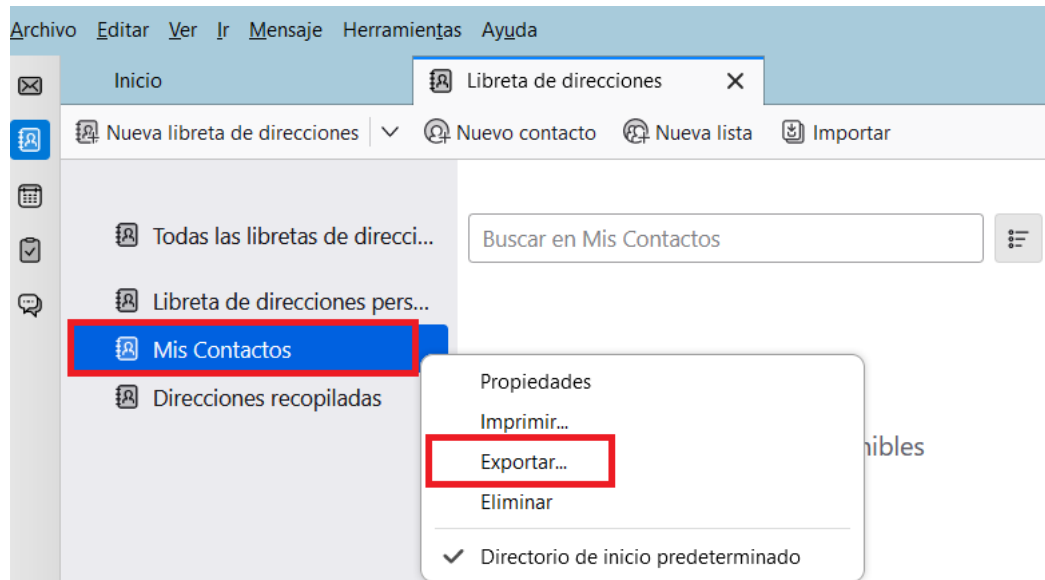 Archivo Editar Ver Ir Mensaje Herramientas Ayuda
Inicio
Libreta de direcciones
Nueva libreta de direcciones
Nuevo contacto
Nueva lista
Importar
Todas las libretas de direcci...
Buscar en Mis Contactos
Libreta de direcciones pers...
Mis Contactos
Direcciones recopiladas
Propiedades
Imprimir...
Exportar...
Eliminar
Directorio de inicio predeterminado